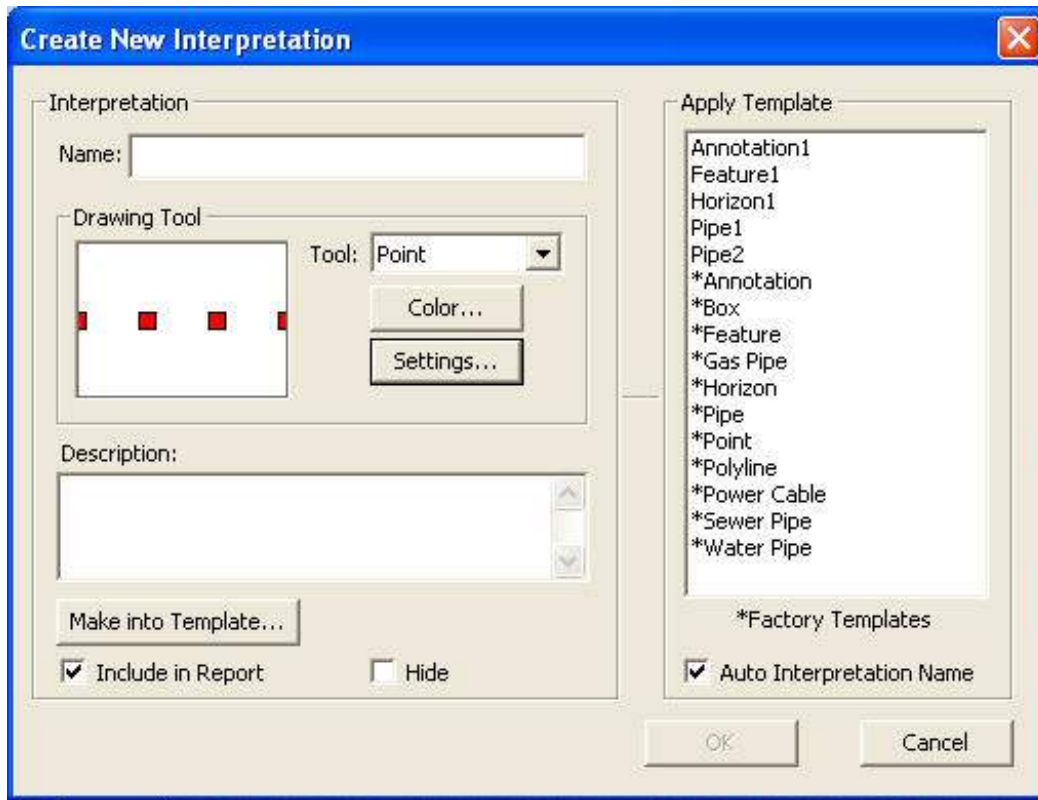 Create New Interpretation
Interpretation
Name:
Drawing Tool
Tool: Point
Color...
Settings...
Description:
Make into Template...
Include in Report
Hide
Apply Template
Annotation1
Feature1
Horizon1
Pipe1
Pipe2
*Annotation
*Box
*Feature
*Gas Pipe
*Horizon
*Pipe
*Point
*Polyline
*Power Cable
*Sewer Pipe
*Water Pipe
*Factory Templates
Auto Interpretation Name
OK
Cancel